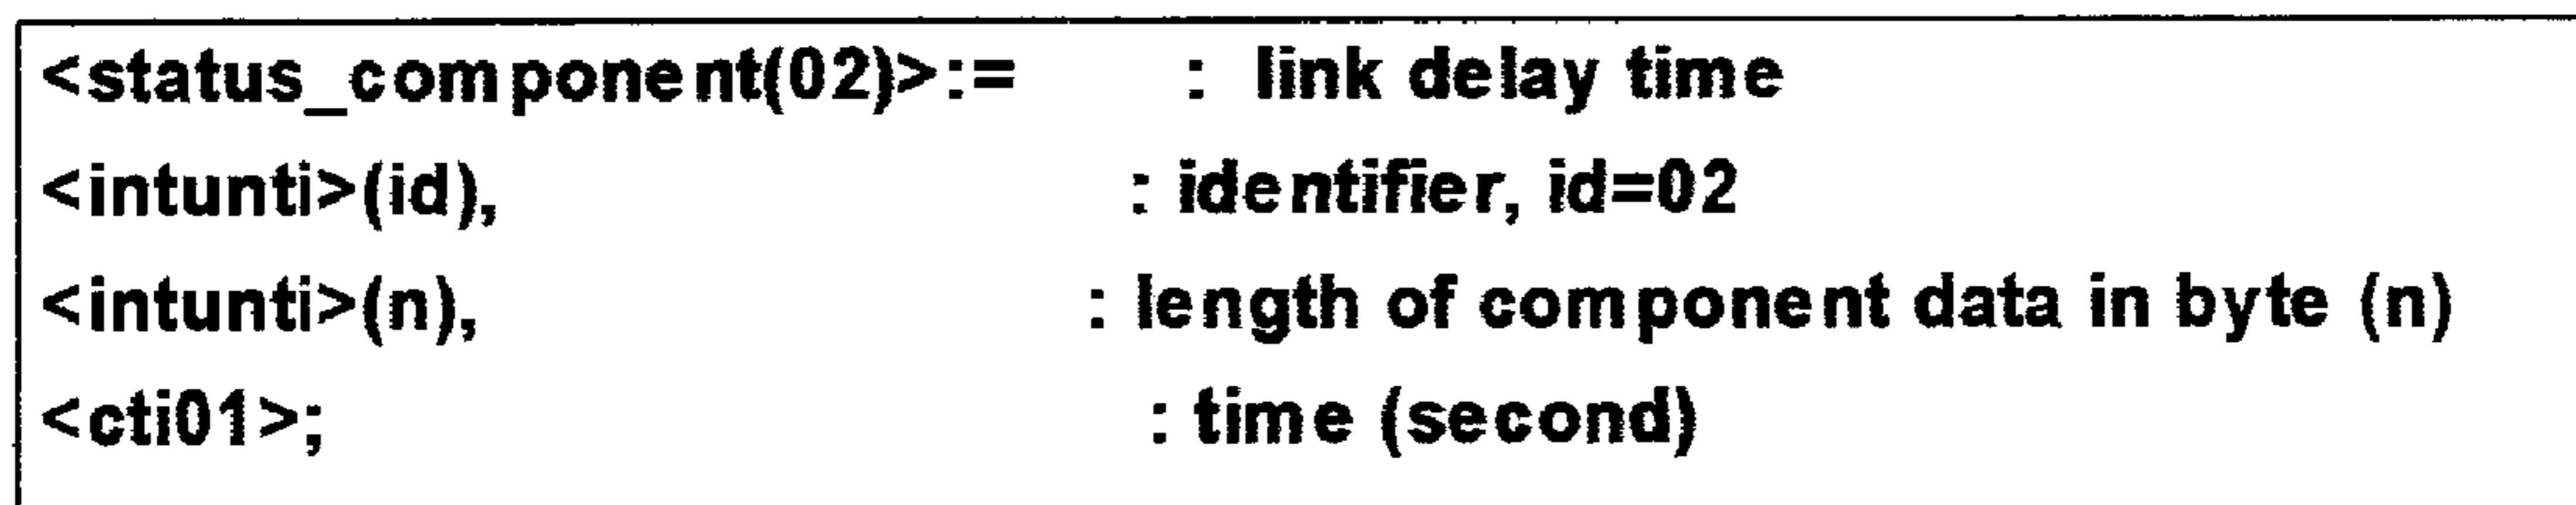 <status_component(02)>:= : link delay time
<intunti>(id), : identifier, id=02
<intunti>(n), : length of component data in byte (n)
<cti01>; : time (second)